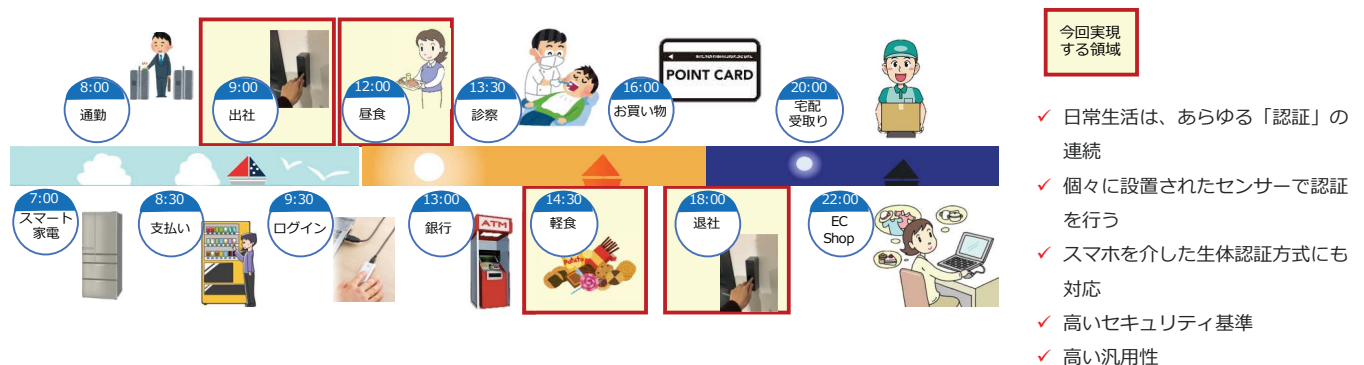 8:00
通勤
9:00
出社
12:00
昼食
13:30
診察
16:00
お買い物
POINT CARD
20:00
宅配
受取り
7:00
スマート
家電
8:30
支払い
9:30
ログイン
13:00
銀行
ATM
14:30
軽食
18:00
退社
22:00
EC
Shop
今回実現
する領域
✓ 日常生活は、あらゆる「認証」の
連続
✓ 個々に設置されたセンサーで認証
を行う
✓ スマホを介した生体認証方式にも
対応
✓ 高いセキュリティ基準
✓ 高い汎用性